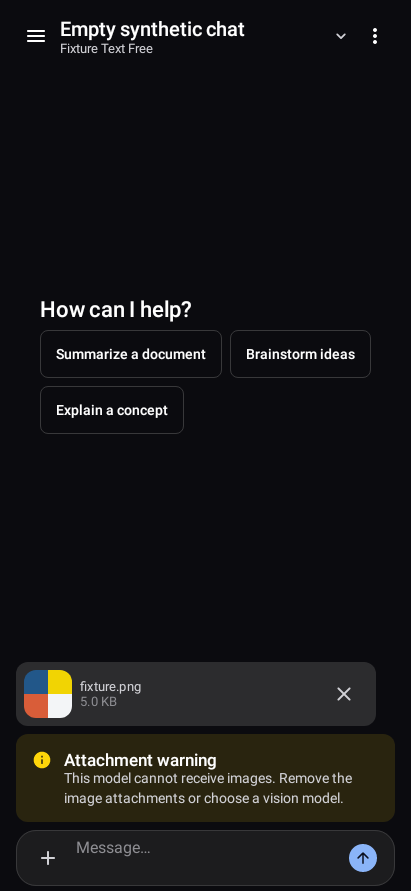 Empty synthetic chat
Fixture Text Free
How can I help?
Summarize a document
Brainstorm ideas
Explain a concept
fixture.png
5.0 KB
Attachment warning
This model cannot receive images. Remove the
image attachments or choose a vision model.
Message…